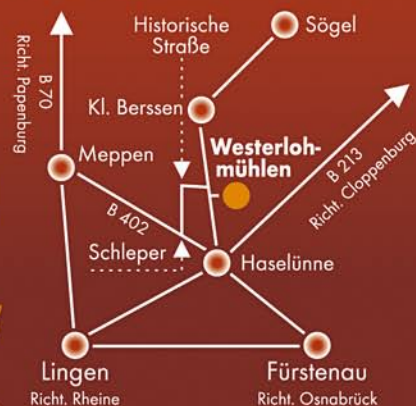 Historische
Straße
Sögel
B 70
Richt. Papenburg
Kl. Berssen
Meppen
Westerloh-
mühlen
B 402
B 213
Richt. Cloppenburg
Schleper
Haselünne
Lingen
Richt. Rheine
Fürstenau
Richt. Osnabrück